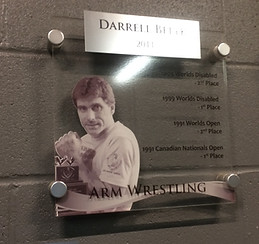 Darrell
Worlds Disabled
1st Place
1993 Worlds Disabled
1st Place
1991 Worlds Open
2nd Place
1991 Canadian Nationals Open
1st Place
Arm Wrestling